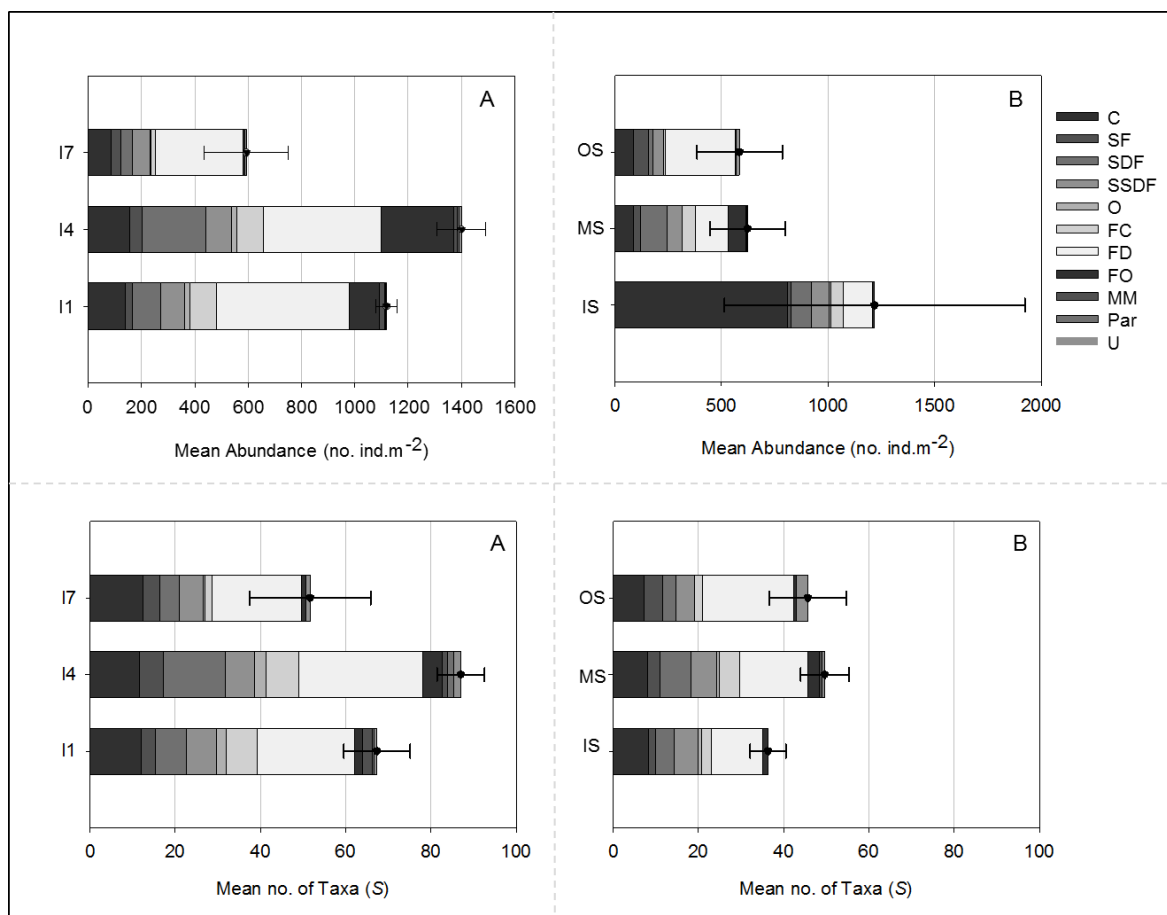 A
I7
I4
I1
0 200 400 600 800 1000 1200 1400 1600
Mean Abundance (no. ind.m-2)
B
OS
MS
IS
0 500 1000 1500 2000
Mean Abundance (no. ind.m-2)
C
SF
SDF
SSDF
O
FC
FD
FO
MM
Par
U
A
I7
I4
I1
0 20 40 60 80 100
Mean no. of Taxa (S)
B
OS
MS
IS
0 20 40 60 80 100
Mean no. of Taxa (S)